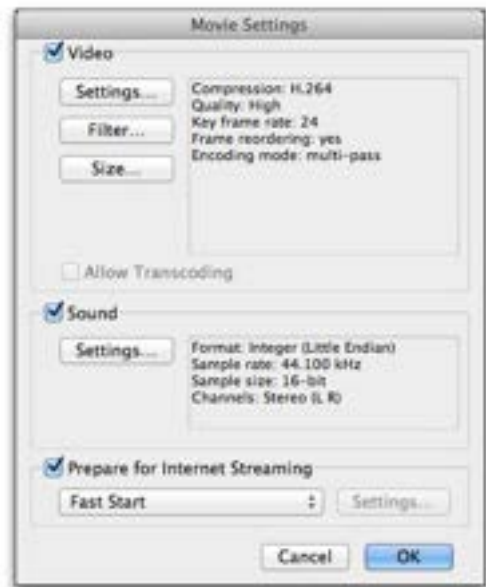 Movie Settings
Video
Settings...
Filter...
Size...
Compression: H.264
Quality: High
Key frame rate: 24
Frame reordering: yes
Encoding mode: multi-pass
Allow Transcoding
Sound
Settings...
Format: Integer (Little Endian)
Sample rate: 44.100 kHz
Sample size: 16-bit
Channels: Stereo (L R)
Prepare for Internet Streaming
Fast Start
Settings...
Cancel
OK